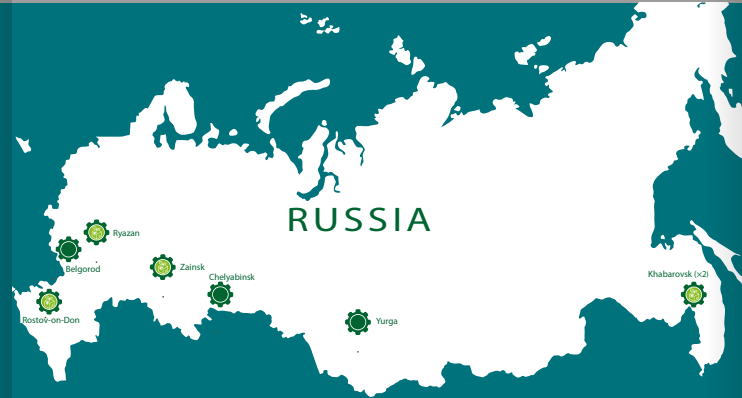 RUSSIA
Ryazan
Belgorod
Zainsk
Chelyabinsk
Khabarovsk (×2)
Rostov-on-Don
Yurga